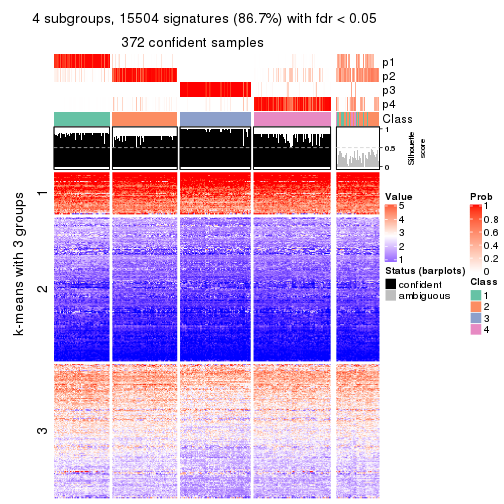 4 subgroups, 15504 signatures (86.7%) with fdr < 0.05
372 confident samples
p1
p2
p3
p4
Class
1
0.5
0
Silhouette
score
k-means with 3 groups
1
2
3
Value
5
4
3
2
1
Status (barplots)
confident
ambiguous
Prob
1
0.8
0.6
0.4
0.2
0
Class
1
2
3
4